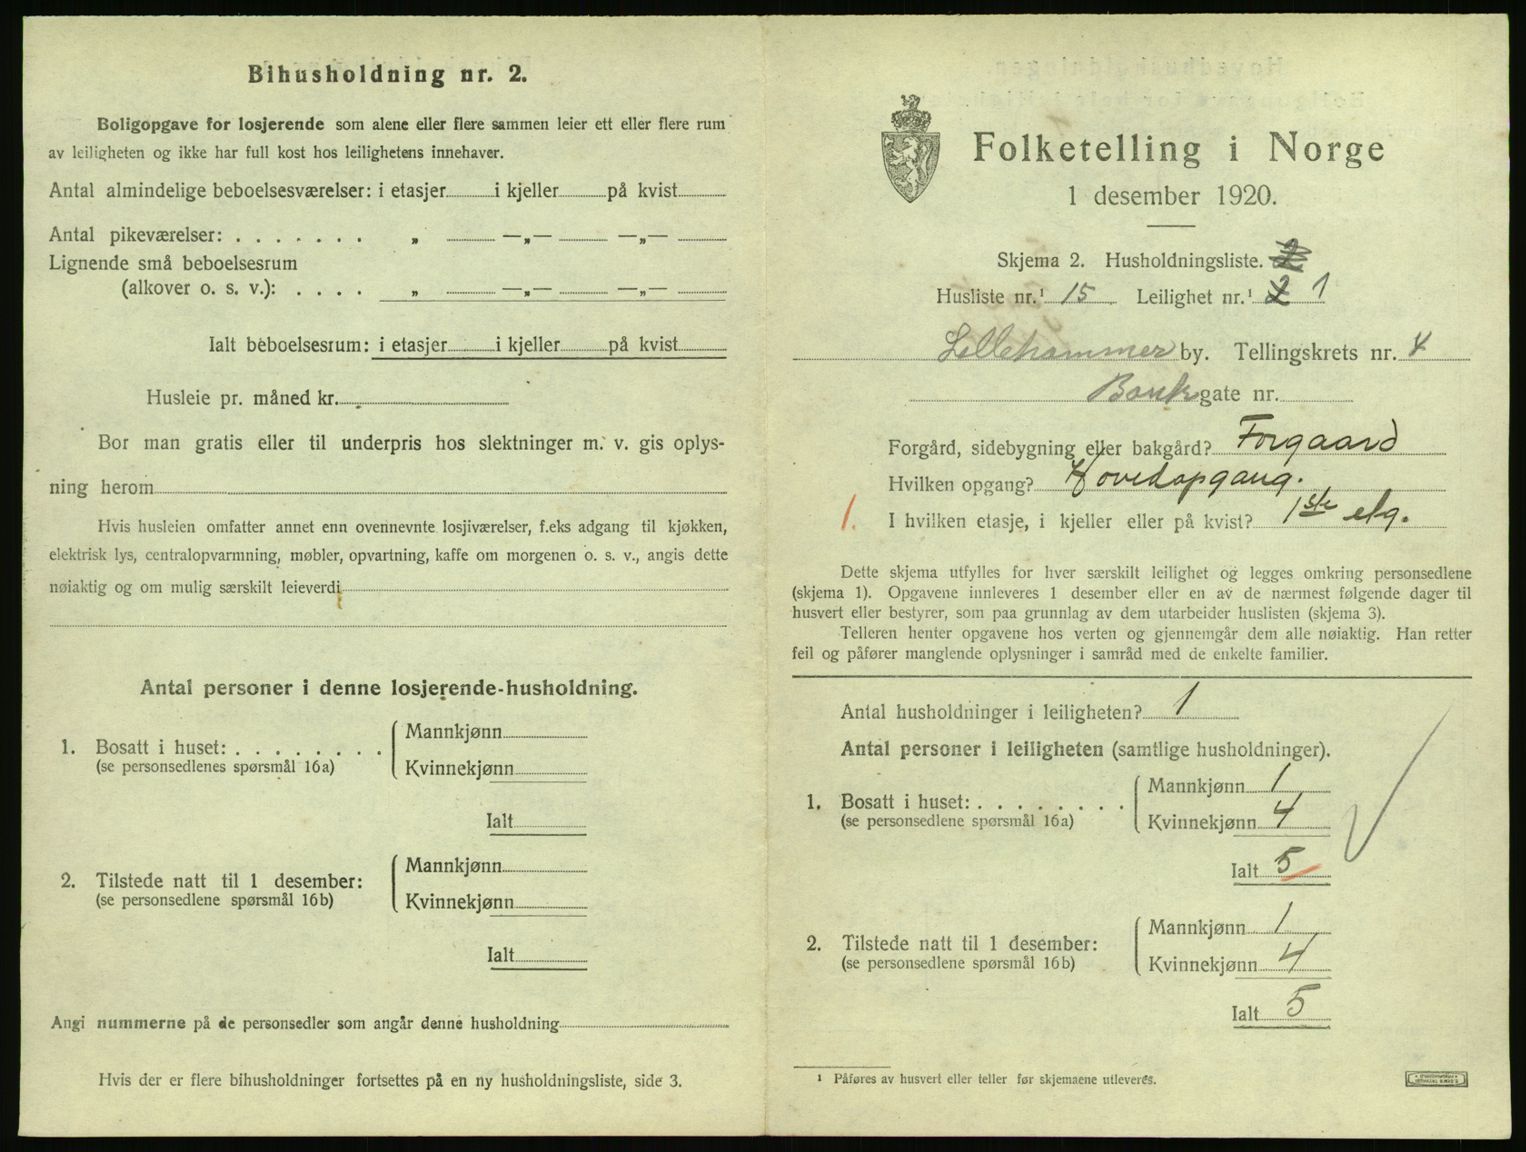 Bihusholdning nr. 2.
Boligopgave for losjerende som alene eller flere sammen leier ett eller flere rum
av leiligheten og ikke har full kost hos leilighetens innehaver.
Antal almindelige beboelsesværelser: i etasjer i kjeller på kvist
Antal pikeværelser: . . . . . . . „ —„— —„—
Lignende små beboelsesrum
(alkover o. s. v.): . . . . „ —„— —„—
Ialt beboelsesrum: i etasjer i kjeller på kvist
Husleie pr. måned kr.
Bor man gratis eller til underpris hos slektninger m. v. gis oplys-
ning herom
Hvis husleien omfatter annet enn ovennevnte losjiværelser, f.eks adgang til kjøkken,
elektrisk lys, centralopvarmning, møbler, opvartning, kaffe om morgenen o. s. v., angis dette
nøiaktig og om mulig særskilt leieverdi
Antal personer i denne losjerende-husholdning.
1. Bosatt i huset: . . . . . . . . Mannkjønn
(se personsedlenes spørsmål 16a) Kvinnekjønn
Ialt
2. Tilstede natt til 1 desember: Mannkjønn
(se personsedlene spørsmål 16b) Kvinnekjønn
Ialt
Angi nummerne på de personsedler som angår denne husholdning
Hvis der er flere bihusholdninger fortsettes på en ny husholdningsliste, side 3.
Folketelling i Norge
1 desember 1920.
Skjema 2. Husholdningsliste.
Husliste nr.¹ 15 Leilighet nr.¹ 2 1
Lillehammer by. Tellingskrets nr. 4
Bank gate nr.
Forgård, sidebygning eller bakgård? Forgaard
Hvilken opgang? Hovedopgang.
1. I hvilken etasje, i kjeller eller på kvist? 1ste etg.
Dette skjema utfylles for hver særskilt leilighet og legges omkring personsedlene
(skjema 1). Opgavene innleveres 1 desember eller en av de nærmest følgende dager til
husvert eller bestyrer, som paa grunnlag av dem utarbeider huslisten (skjema 3).
Telleren henter opgavene hos verten og gjennemgår dem alle nøiaktig. Han retter
feil og påfører manglende oplysninger i samråd med de enkelte familier.
Antal husholdninger i leiligheten? 1
Antal personer i leiligheten (samtlige husholdninger).
1. Bosatt i huset: . . . . . . . . Mannkjønn 1
(se personsedlene spørsmål 16a) Kvinnekjønn 4
Ialt 5
2. Tilstede natt til 1 desember: Mannkjønn 1
(se personsedlene spørsmål 16b) Kvinnekjønn 4
Ialt 5
¹ Påføres av husvert eller teller før skjemaene utleveres.